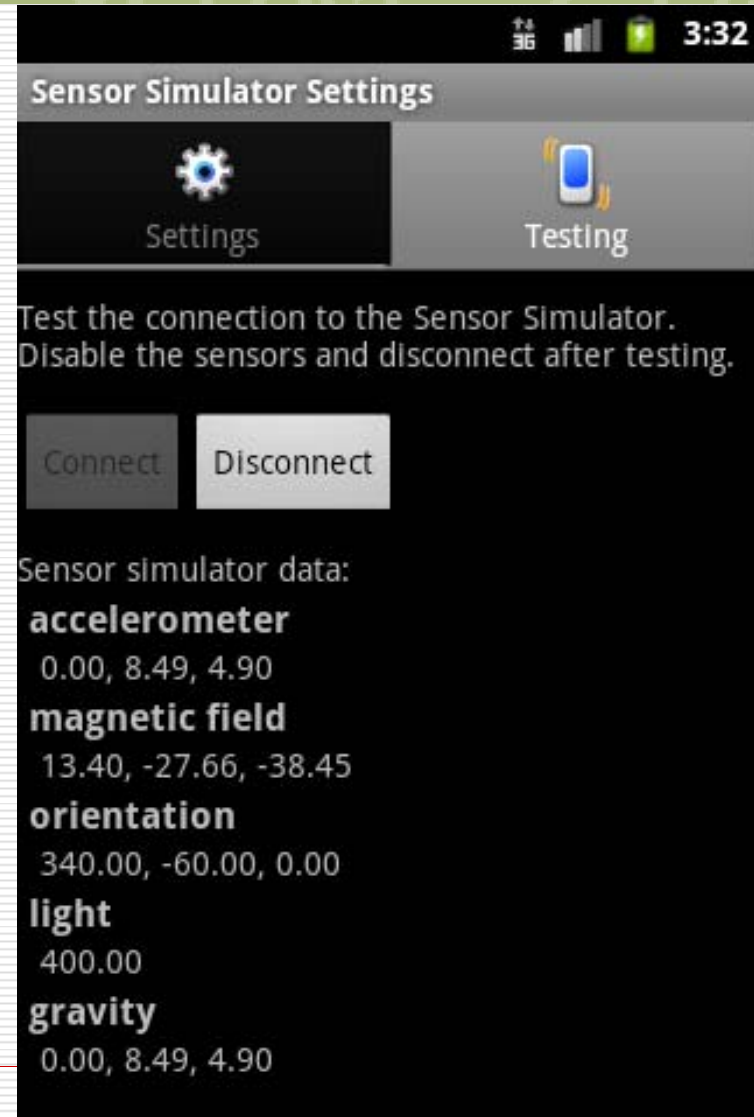 3G 3:32
Sensor Simulator Settings
Settings Testing
Test the connection to the Sensor Simulator.
Disable the sensors and disconnect after testing.
Connect Disconnect
Sensor simulator data:
accelerometer
0.00, 8.49, 4.90
magnetic field
13.40, -27.66, -38.45
orientation
340.00, -60.00, 0.00
light
400.00
gravity
0.00, 8.49, 4.90